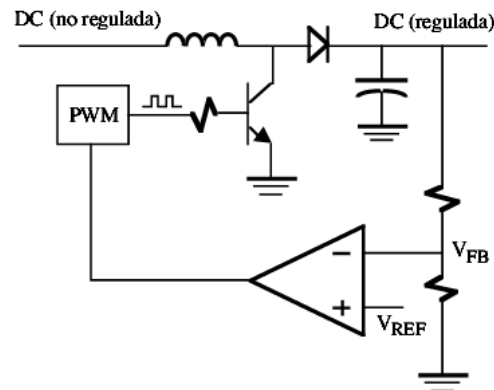 DC (no regulada)
DC (regulada)
PWM
V_FB
−
+
V_REF